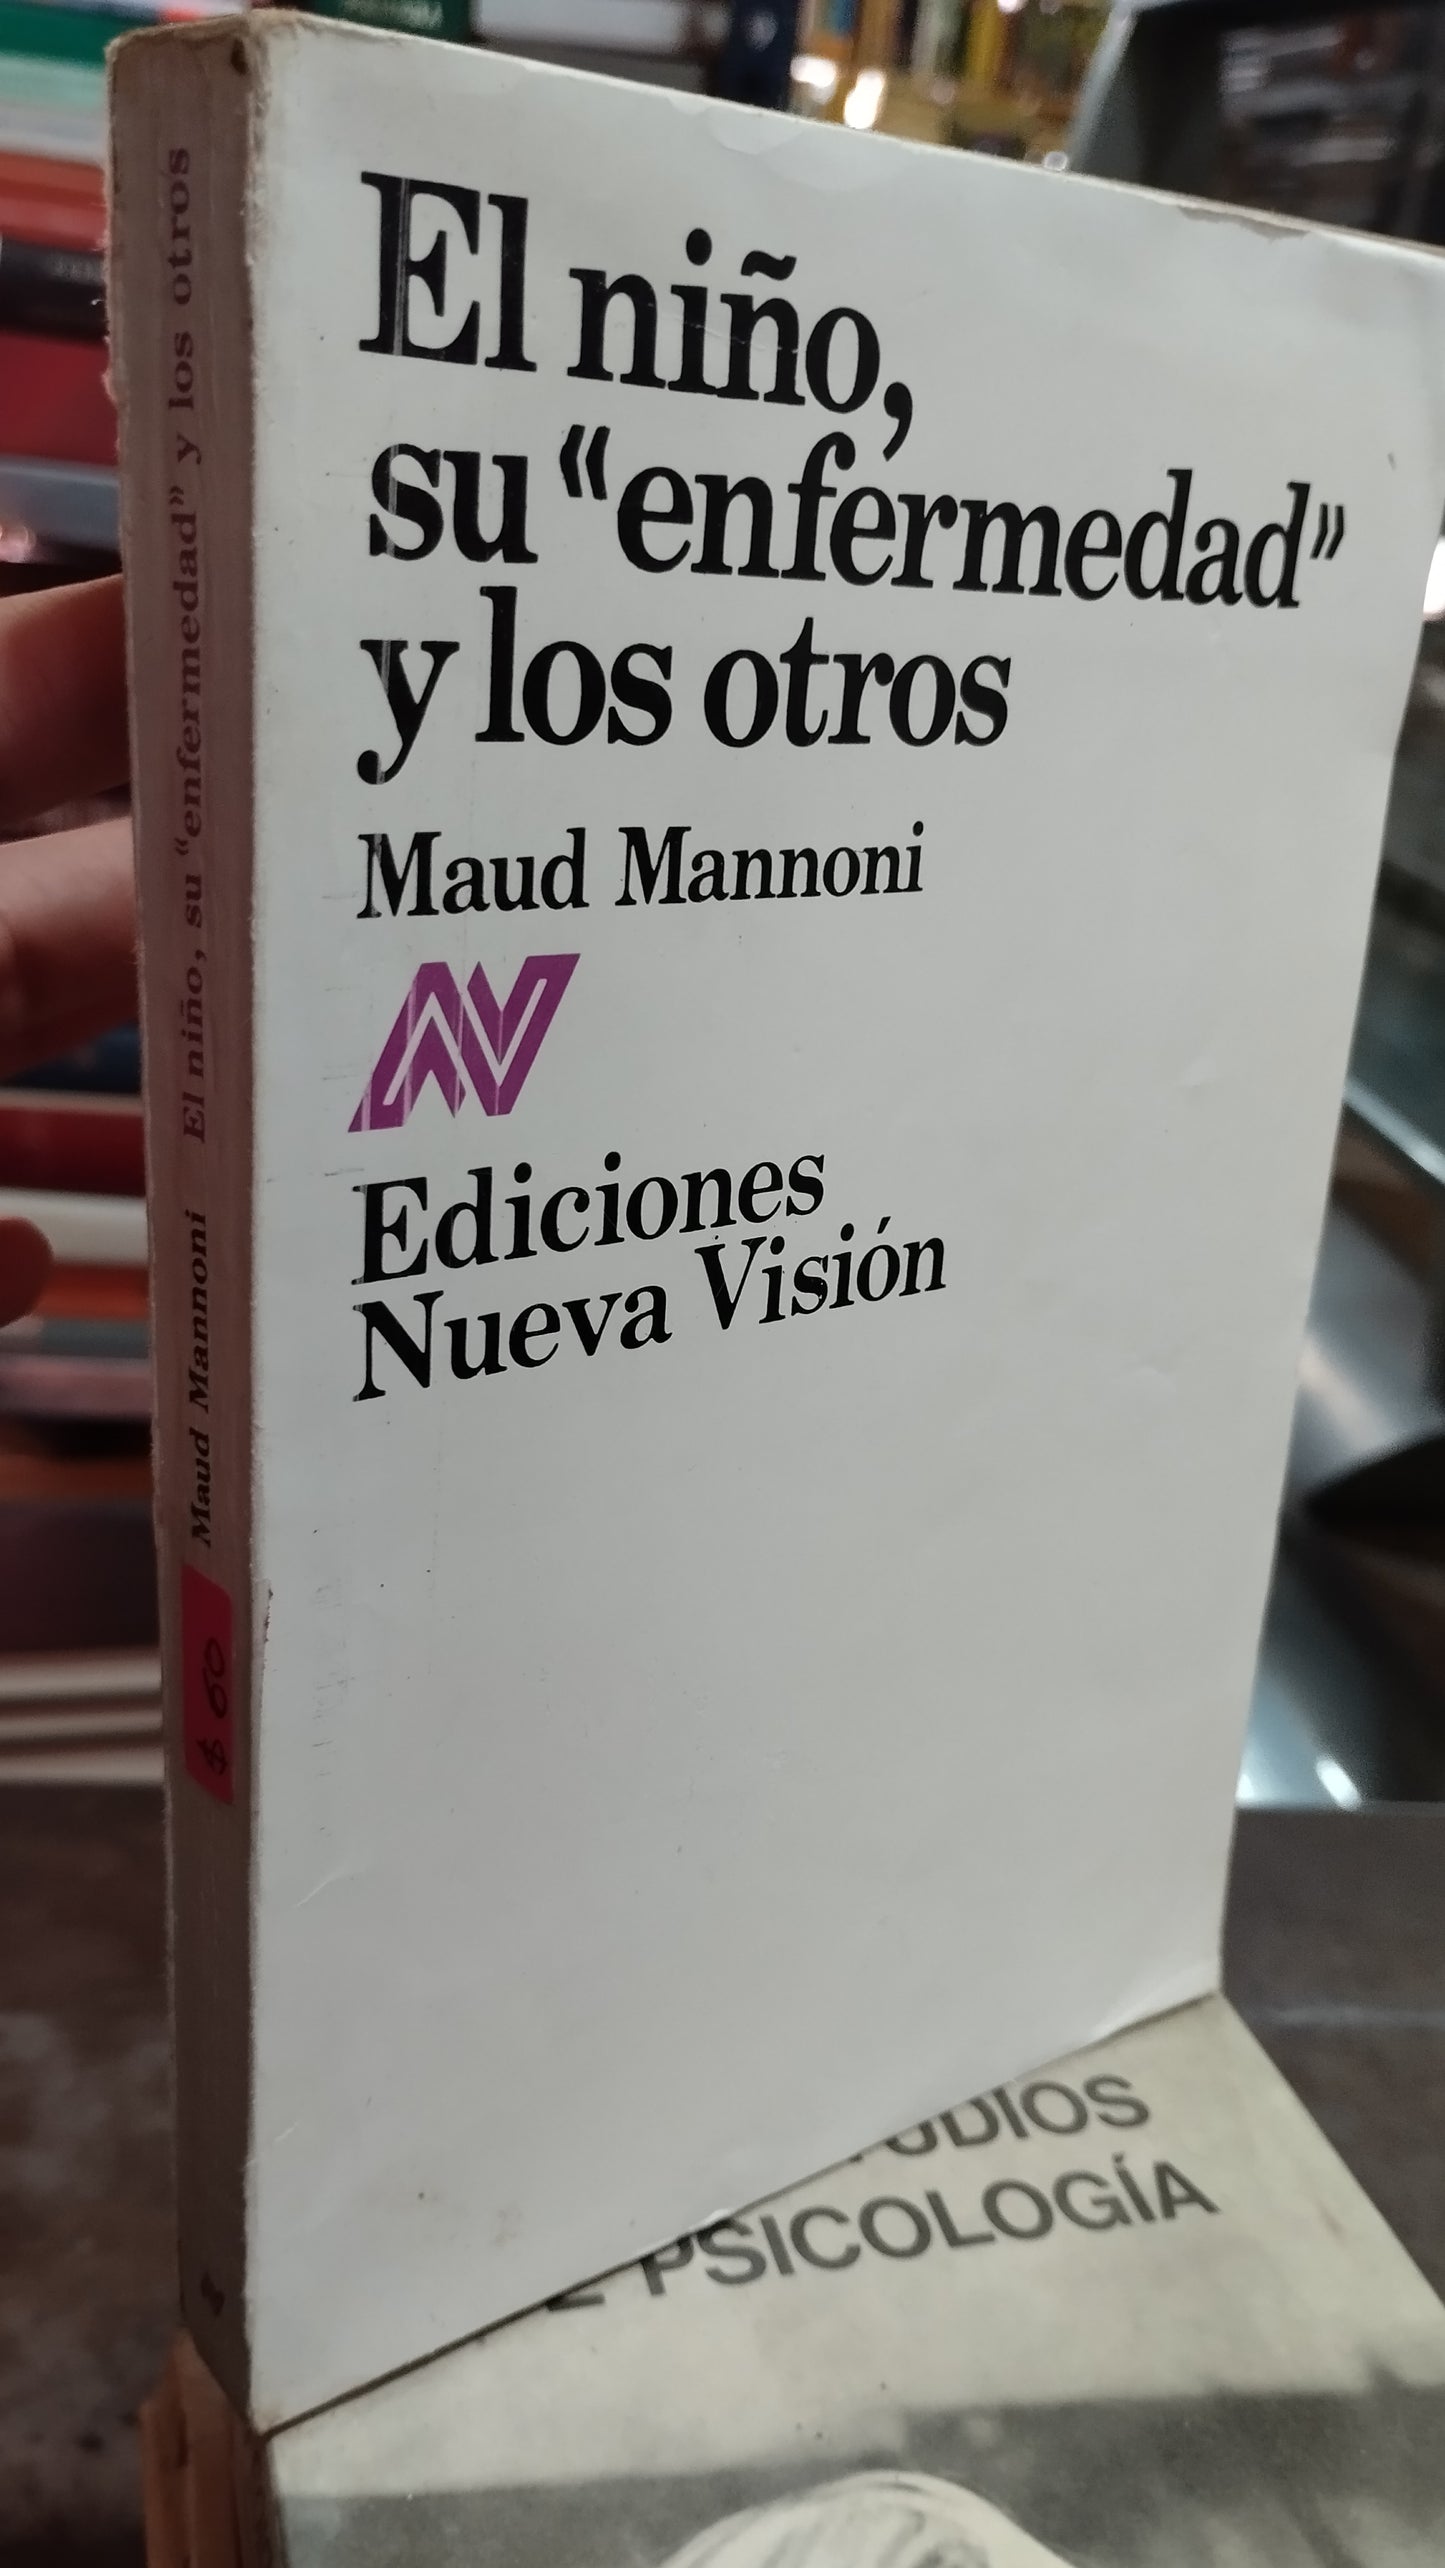 El niño,
su “enfermedad”
y los otros
Maud Mannoni
NV
Ediciones
Nueva Visión
Maud Mannoni El niño, su “enfermedad” y los otros
$ 60
PSICOLOGÍA